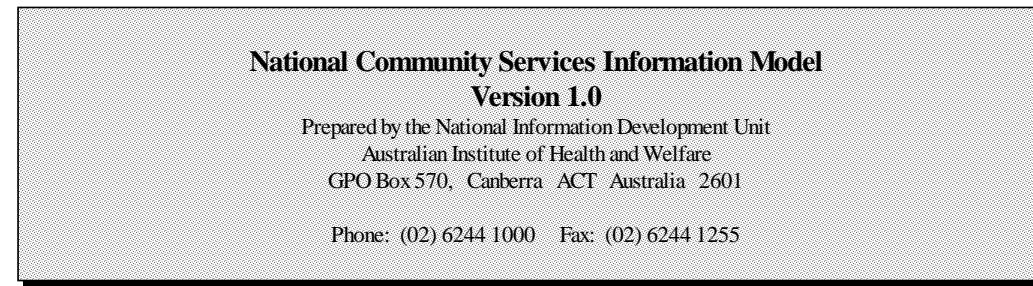 National Community Services Information Model
Version 1.0
Prepared by the National Information Development Unit
Australian Institute of Health and Welfare
GPO Box 570, Canberra ACT Australia 2601
Phone: (02) 6244 1000 Fax: (02) 6244 1255